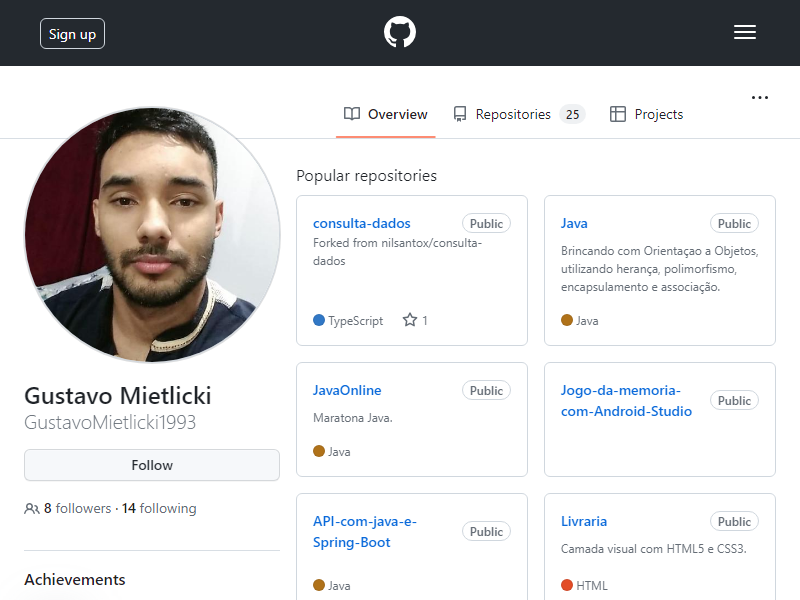 Sign up
Overview
Repositories 25
Projects
Gustavo Mietlicki
GustavoMietlicki1993
Follow
8 followers · 14 following
Achievements
Popular repositories
consulta-dados Public
Forked from nilsantox/consulta-
dados
TypeScript 1
Java Public
Brincando com Orientaçao a Objetos,
utilizando herança, polimorfismo,
encapsulamento e associação.
Java
JavaOnline Public
Maratona Java.
Java
Jogo-da-memoria-
com-Android-Studio Public
API-com-java-e-
Spring-Boot Public
Java
Livraria Public
Camada visual com HTML5 e CSS3.
HTML